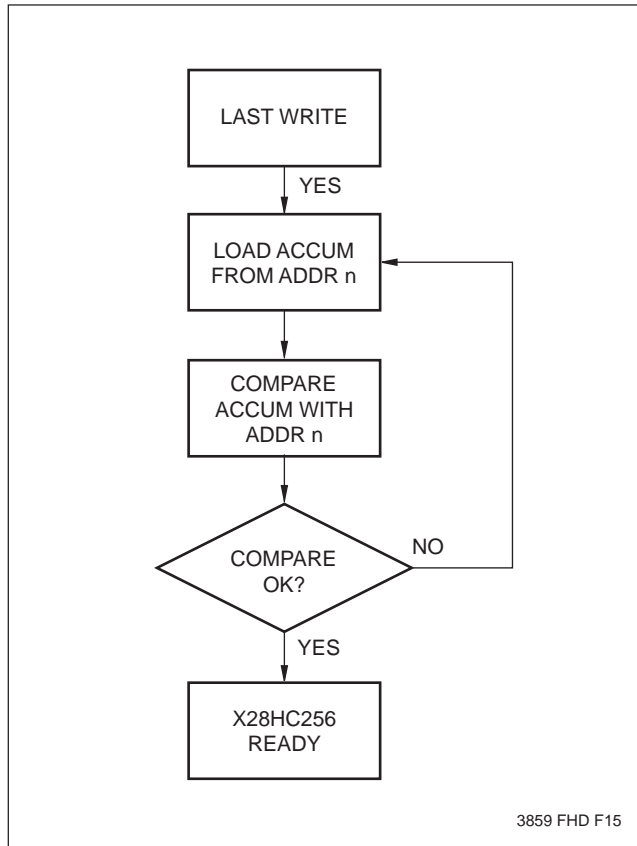 LAST WRITE
YES
LOAD ACCUM
FROM ADDR n
COMPARE
ACCUM WITH
ADDR n
COMPARE
OK?
NO
YES
X28HC256
READY
3859 FHD F15